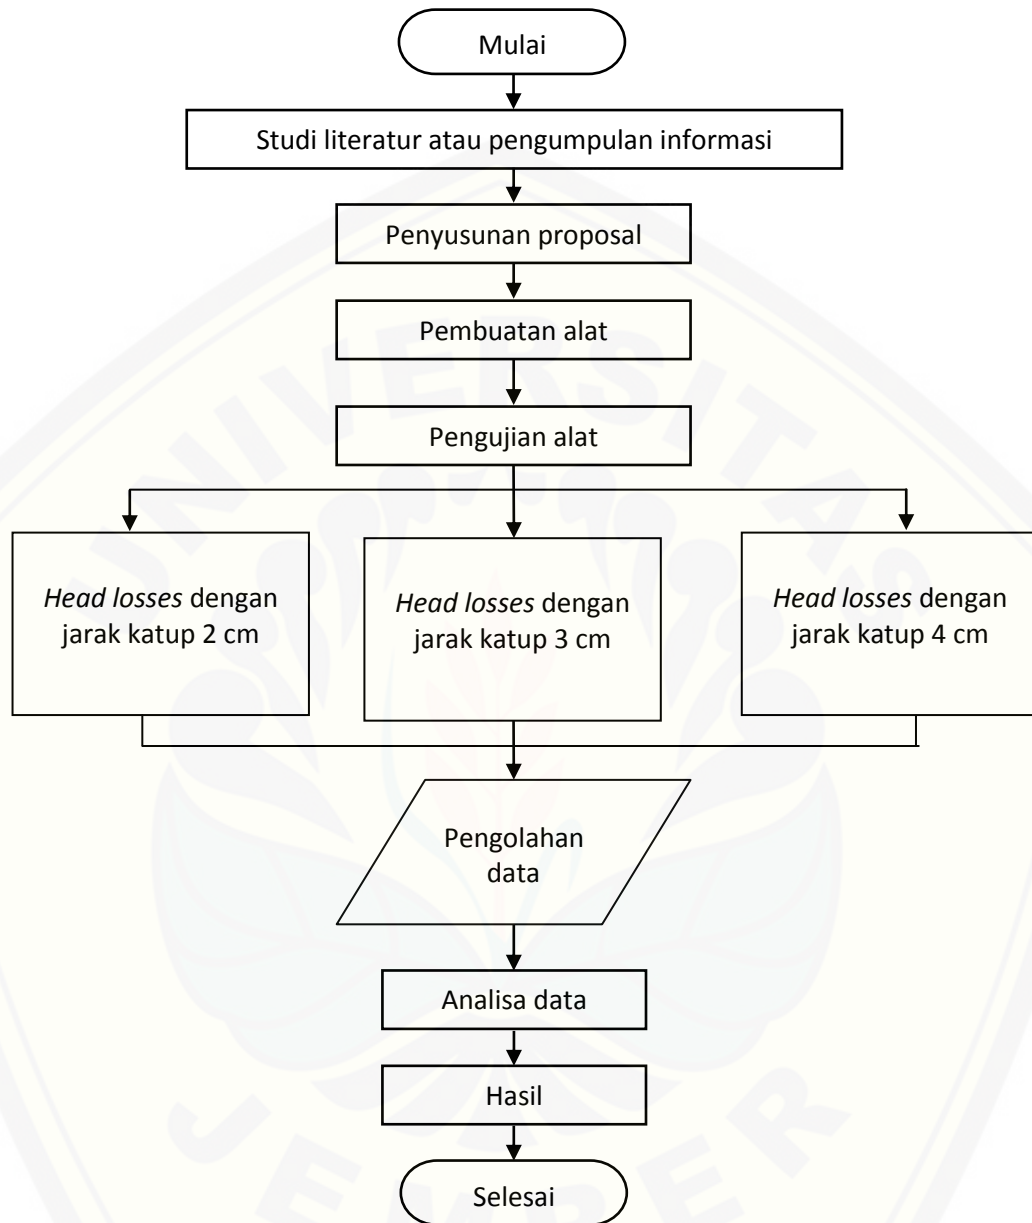 Mulai
Studi literatur atau pengumpulan informasi
Penyusunan proposal
Pembuatan alat
Pengujian alat
Head losses dengan
jarak katup 2 cm
Head losses dengan
jarak katup 3 cm
Head losses dengan
jarak katup 4 cm
Pengolahan
data
Analisa data
Hasil
Selesai
UNIVERSITAS
JEMBER